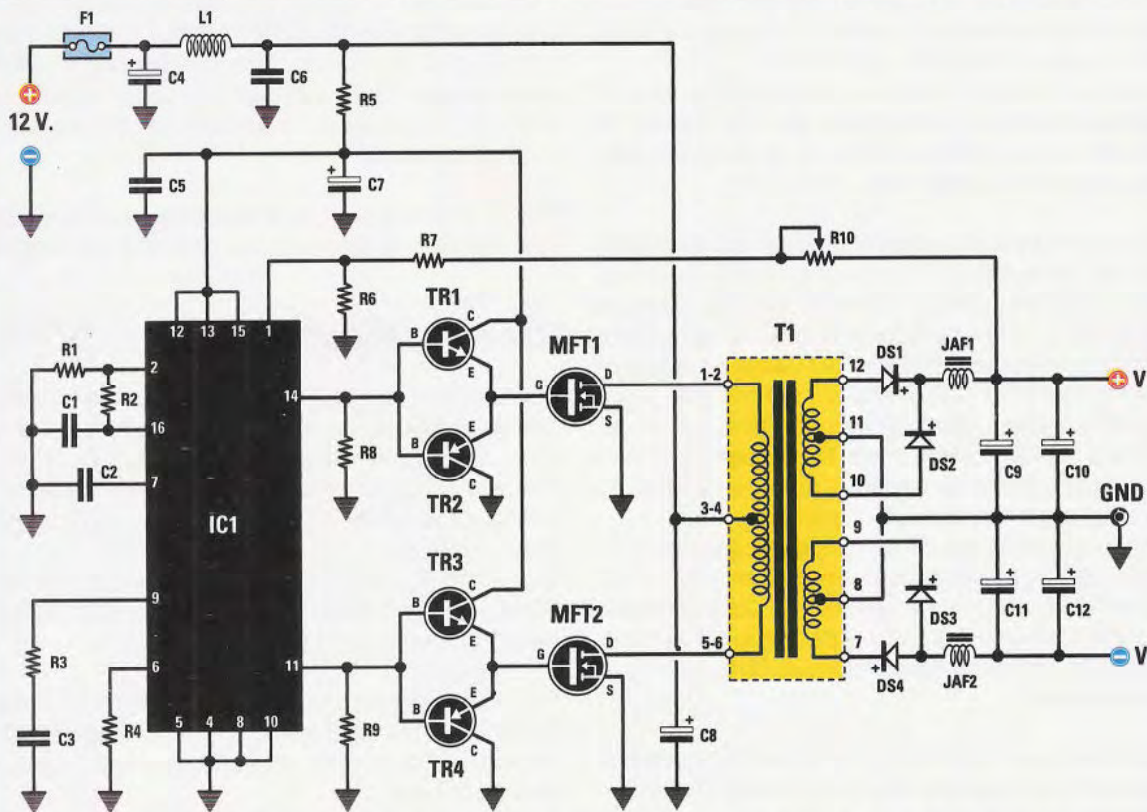 F1
L1
+
C4
C6
R5
12 V.
C5
+
C7
R7
R10
R6
TR1
C
B
E
MFT1
T1
12 13 15 1
R1
2
R2
C1
16
14
G
D
S
1-2
12
DS1
+
JAF1
V
11
DS2
+
C9
+
C10
7
C2
R8
B
E
C
TR2
10
IC1
3-4
GND
9
TR3
C
B
E
MFT2
8
DS3
+
C11
+
C12
9
R3
6
11
G
D
S
5-6
7
DS4
+
JAF2
V
C3
R4
5 4 8 10
R9
B
E
C
TR4
+
C8